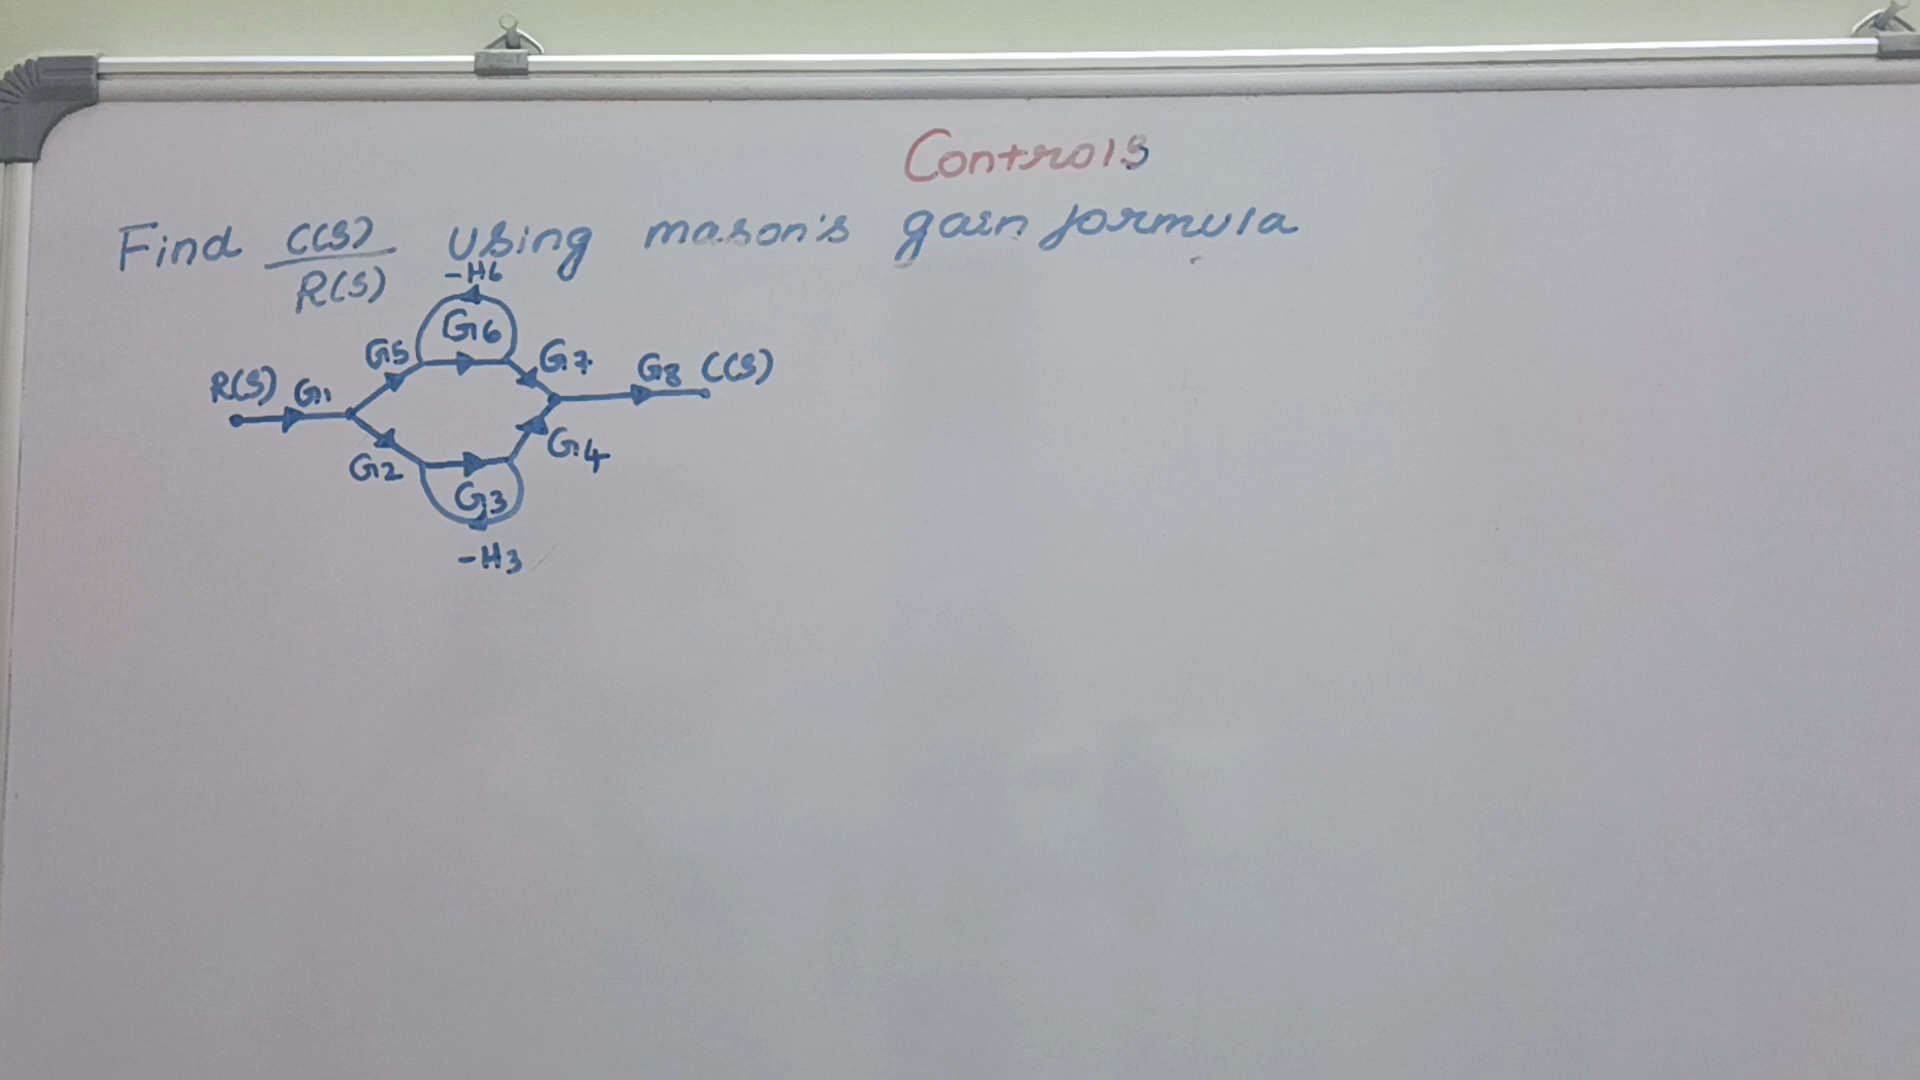 Controls
Find C(S)/R(S) using mason's gain formula
-H6
G6
G5
G7
R(S) G1
G8 C(S)
G2
G4
G3
-H3